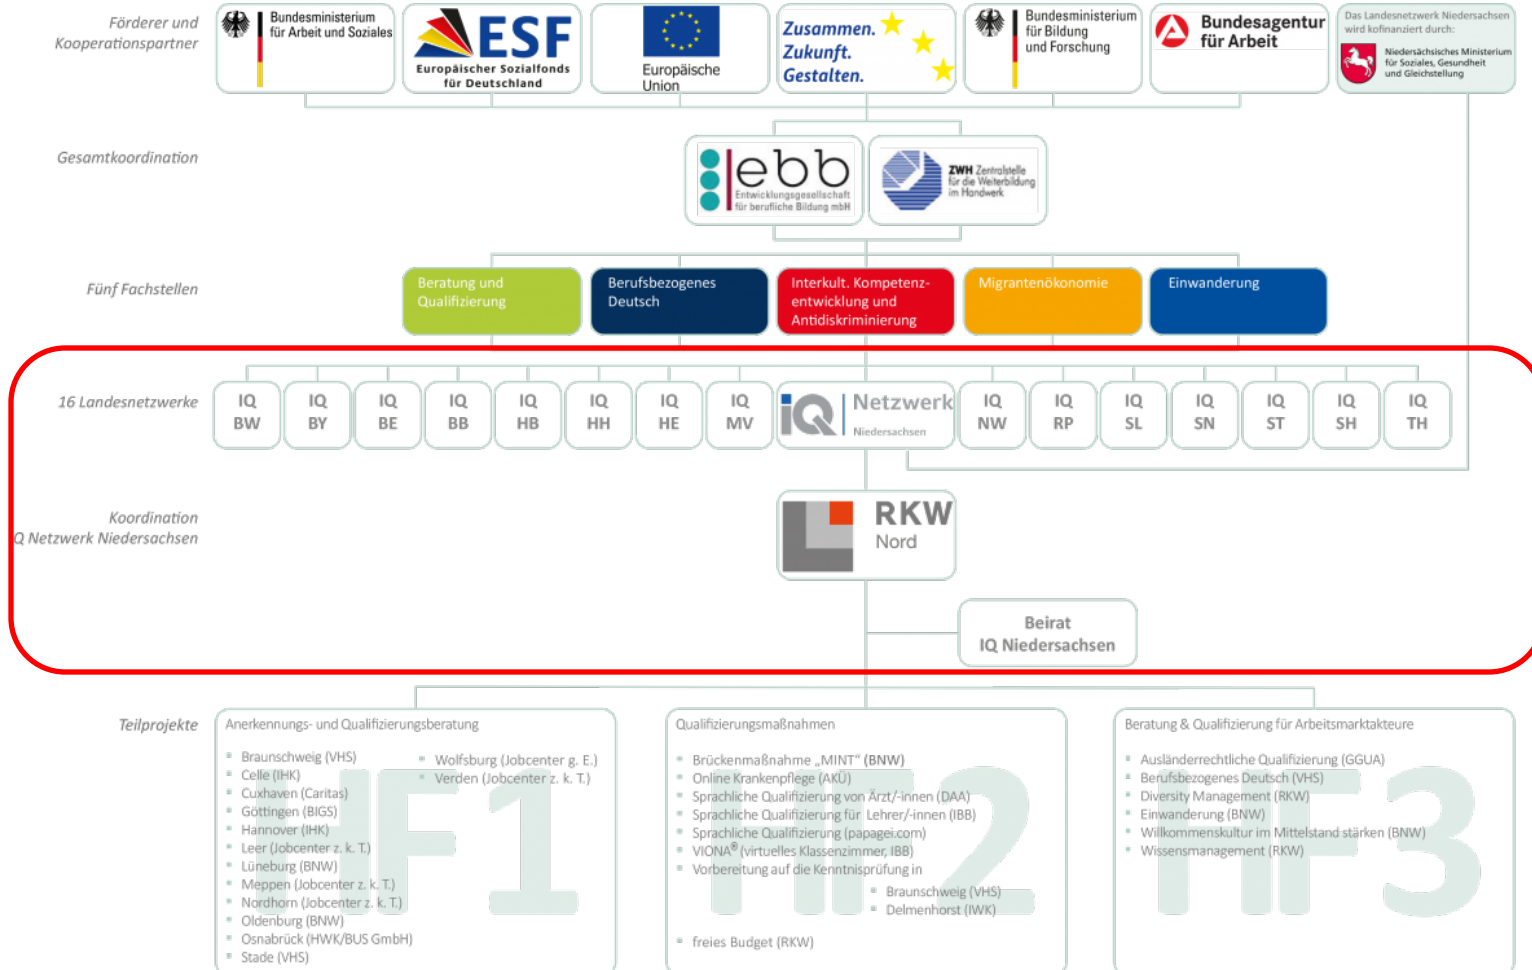 Förderer und
Kooperationspartner
Bundesministerium
für Arbeit und Soziales
ESF
Europäischer Sozialfonds
für Deutschland
Europäische
Union
Zusammen.
Zukunft.
Gestalten.
Bundesministerium
für Bildung
und Forschung
Bundesagentur
für Arbeit
Das Landesnetzwerk Niedersachsen
wird kofinanziert durch:
Niedersächsisches Ministerium
für Soziales, Gesundheit
und Gleichstellung
Gesamtkoordination
ebb
Entwicklungsgesellschaft
für berufliche Bildung mbH
ZWH Zentralstelle
für die Weiterbildung
im Handwerk
Fünf Fachstellen
Beratung und
Qualifizierung
Berufsbezogenes
Deutsch
Interkult. Kompetenz-
entwicklung und
Antidiskriminierung
Migrantenökonomie
Einwanderung
16 Landesnetzwerke
IQ
BW
IQ
BY
IQ
BE
IQ
BB
IQ
HB
IQ
HH
IQ
HE
IQ
MV
iQ Netzwerk
Niedersachsen
IQ
NW
IQ
RP
IQ
SL
IQ
SN
IQ
ST
IQ
SH
IQ
TH
Koordination
Q Netzwerk Niedersachsen
RKW
Nord
Beirat
IQ Niedersachsen
Teilprojekte
Anerkennungs- und Qualifizierungsberatung
Braunschweig (VHS)
Celle (IHK)
Cuxhaven (Caritas)
Göttingen (BIGS)
Hannover (IHK)
Leer (Jobcenter z. k. T.)
Lüneburg (BNW)
Meppen (Jobcenter z. k. T.)
Nordhorn (Jobcenter z. k. T.)
Oldenburg (BNW)
Osnabrück (HWK/BUS GmbH)
Stade (VHS)
Wolfsburg (Jobcenter g. E.)
Verden (Jobcenter z. k. T.)
HF1
Qualifizierungsmaßnahmen
Brückenmaßnahme „MINT“ (BNW)
Online Krankenpflege (AKÜ)
Sprachliche Qualifizierung von Ärzt/-innen (DAA)
Sprachliche Qualifizierung für Lehrer/-innen (IBB)
Sprachliche Qualifizierung (papagei.com)
VIONA® (virtuelles Klassenzimmer, IBB)
Vorbereitung auf die Kenntnisprüfung in
Braunschweig (VHS)
Delmenhorst (IWK)
freies Budget (RKW)
HF2
Beratung & Qualifizierung für Arbeitsmarktakteure
Ausländerrechtliche Qualifizierung (GGUA)
Berufsbezogenes Deutsch (VHS)
Diversity Management (RKW)
Einwanderung (BNW)
Willkommenskultur im Mittelstand stärken (BNW)
Wissensmanagement (RKW)
HF3